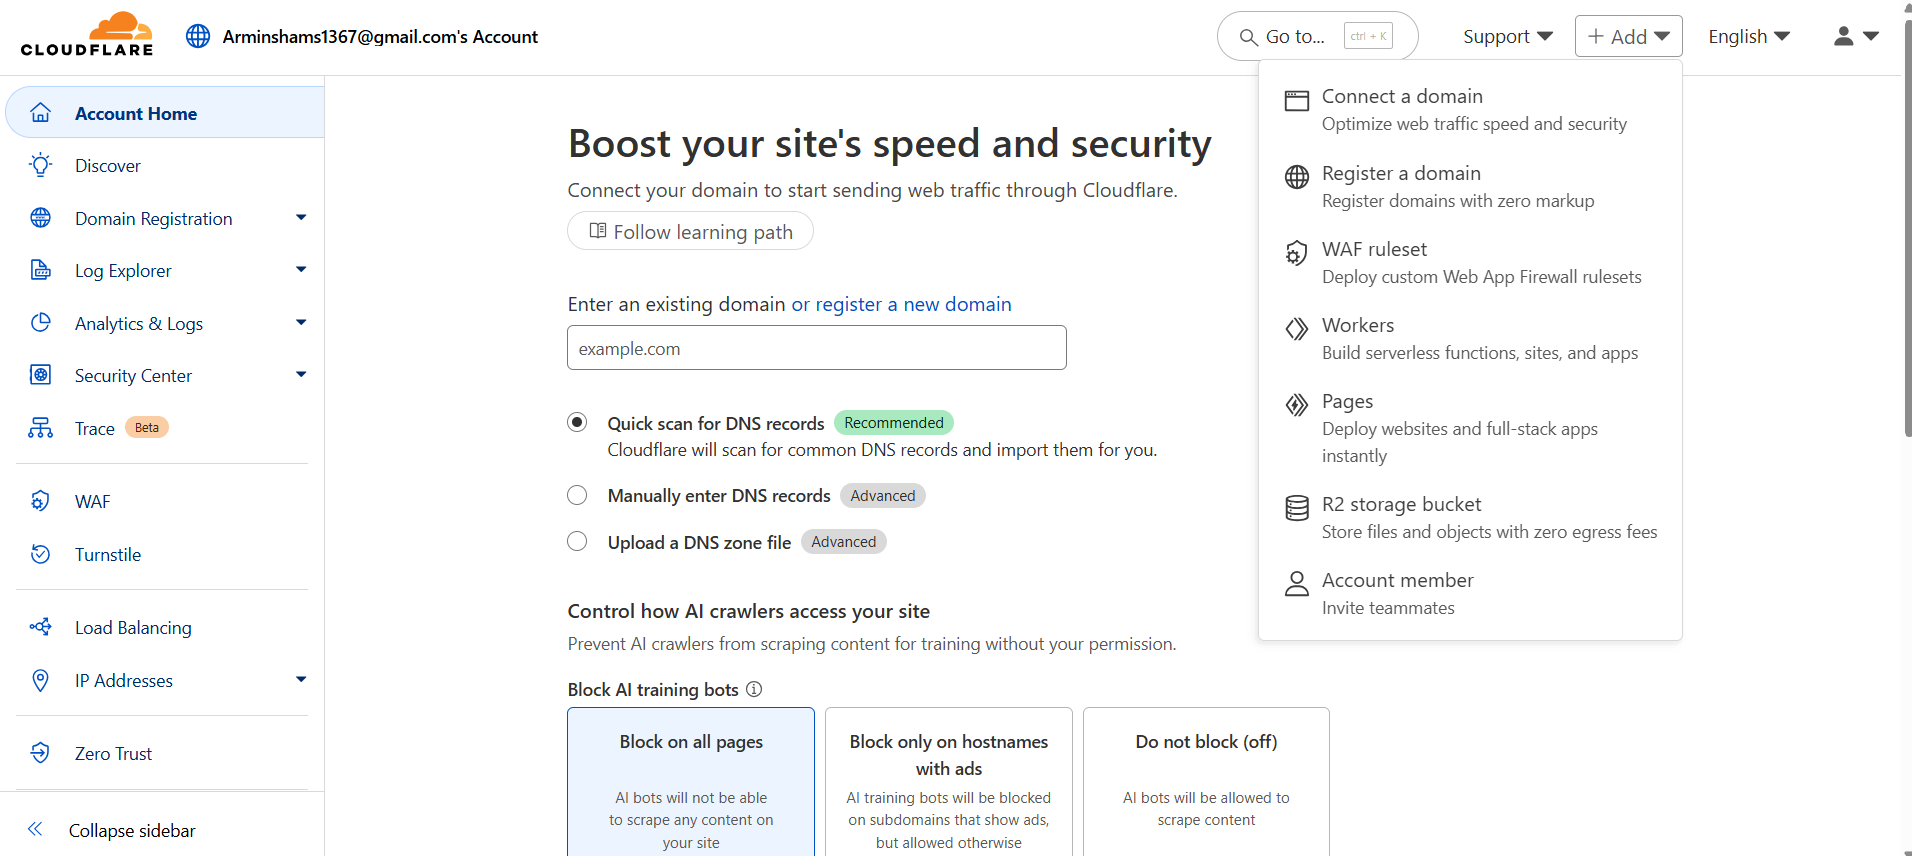 CLOUDFLARE
Arminshams1367@gmail.com's Account
Go to...
ctrl + K
Support
Add
English
Account Home
Discover
Domain Registration
Log Explorer
Analytics & Logs
Security Center
Trace Beta
WAF
Turnstile
Load Balancing
IP Addresses
Zero Trust
Collapse sidebar
Boost your site's speed and security
Connect your domain to start sending web traffic through Cloudflare.
Follow learning path
Enter an existing domain or register a new domain
example.com
Quick scan for DNS records Recommended
Cloudflare will scan for common DNS records and import them for you.
Manually enter DNS records Advanced
Upload a DNS zone file Advanced
Control how AI crawlers access your site
Prevent AI crawlers from scraping content for training without your permission.
Block AI training bots
Block on all pages
AI bots will not be able
to scrape any content on
your site
Block only on hostnames
with ads
AI training bots will be blocked
on subdomains that show ads,
but allowed otherwise
Do not block (off)
AI bots will be allowed to
scrape content
Connect a domain
Optimize web traffic speed and security
Register a domain
Register domains with zero markup
WAF ruleset
Deploy custom Web App Firewall rulesets
Workers
Build serverless functions, sites, and apps
Pages
Deploy websites and full-stack apps
instantly
R2 storage bucket
Store files and objects with zero egress fees
Account member
Invite teammates